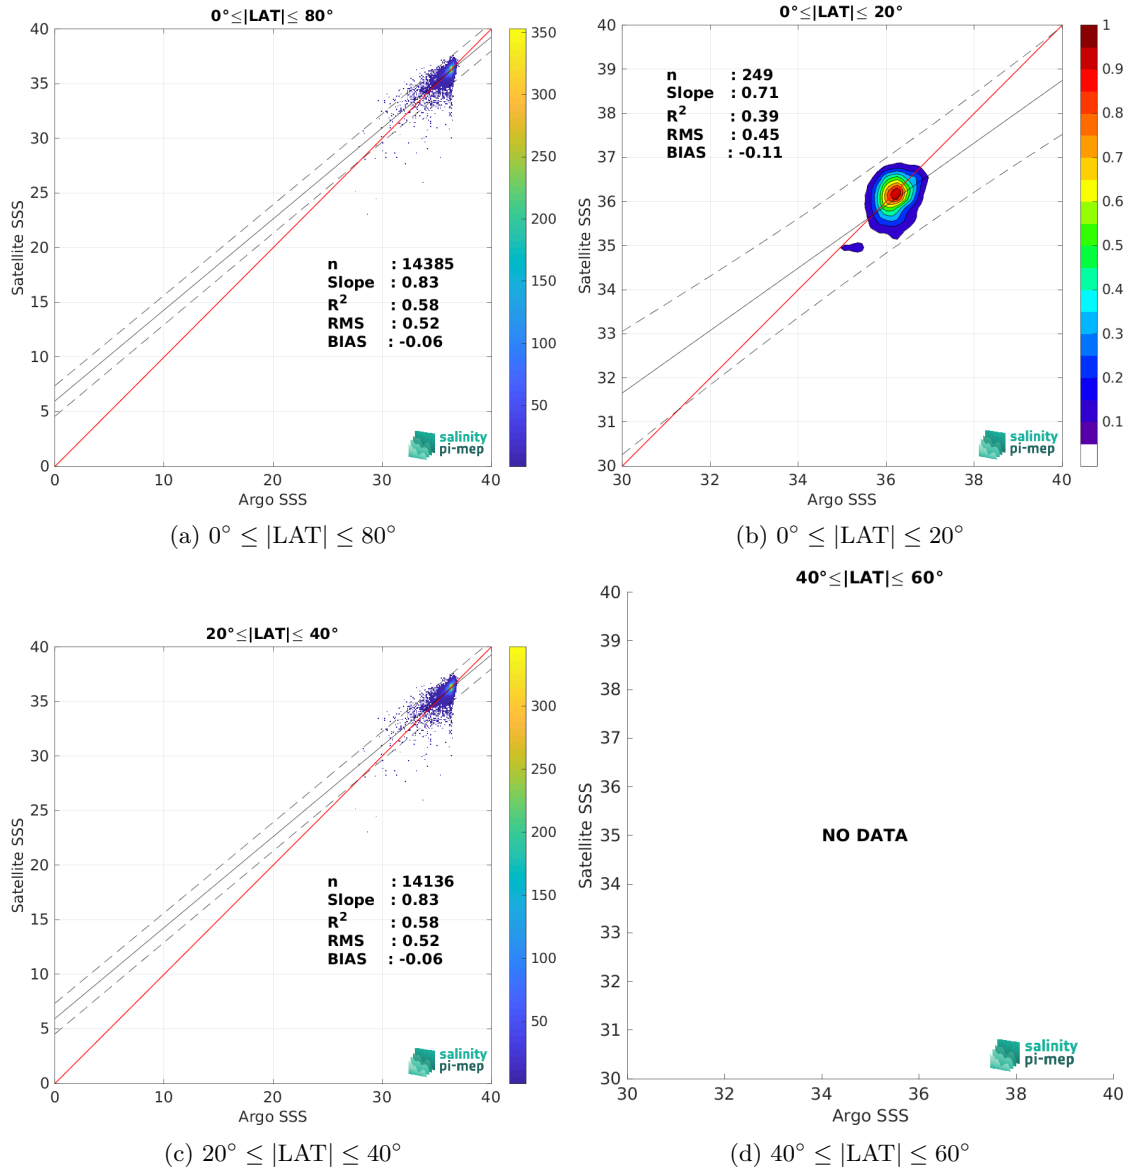 0°≤|LAT|≤ 80°
40
35
30
25
20
15
10
5
0
Satellite SSS
n : 14385
Slope : 0.83
R² : 0.58
RMS : 0.52
BIAS : -0.06
salinity
pi-mep
0 10 20 30 40
Argo SSS
350
300
250
200
150
100
50
(a) 0° ≤ |LAT| ≤ 80°
0°≤|LAT|≤ 20°
40
39
38
37
36
35
34
33
32
31
30
Satellite SSS
n : 249
Slope : 0.71
R² : 0.39
RMS : 0.45
BIAS : -0.11
salinity
pi-mep
30 32 34 36 38 40
Argo SSS
1
0.9
0.8
0.7
0.6
0.5
0.4
0.3
0.2
0.1
(b) 0° ≤ |LAT| ≤ 20°
20°≤|LAT|≤ 40°
40
35
30
25
20
15
10
5
0
Satellite SSS
n : 14136
Slope : 0.83
R² : 0.58
RMS : 0.52
BIAS : -0.06
salinity
pi-mep
0 10 20 30 40
Argo SSS
300
250
200
150
100
50
(c) 20° ≤ |LAT| ≤ 40°
40°≤|LAT|≤ 60°
40
39
38
37
36
35
34
33
32
31
30
Satellite SSS
NO DATA
salinity
pi-mep
30 32 34 36 38 40
Argo SSS
(d) 40° ≤ |LAT| ≤ 60°